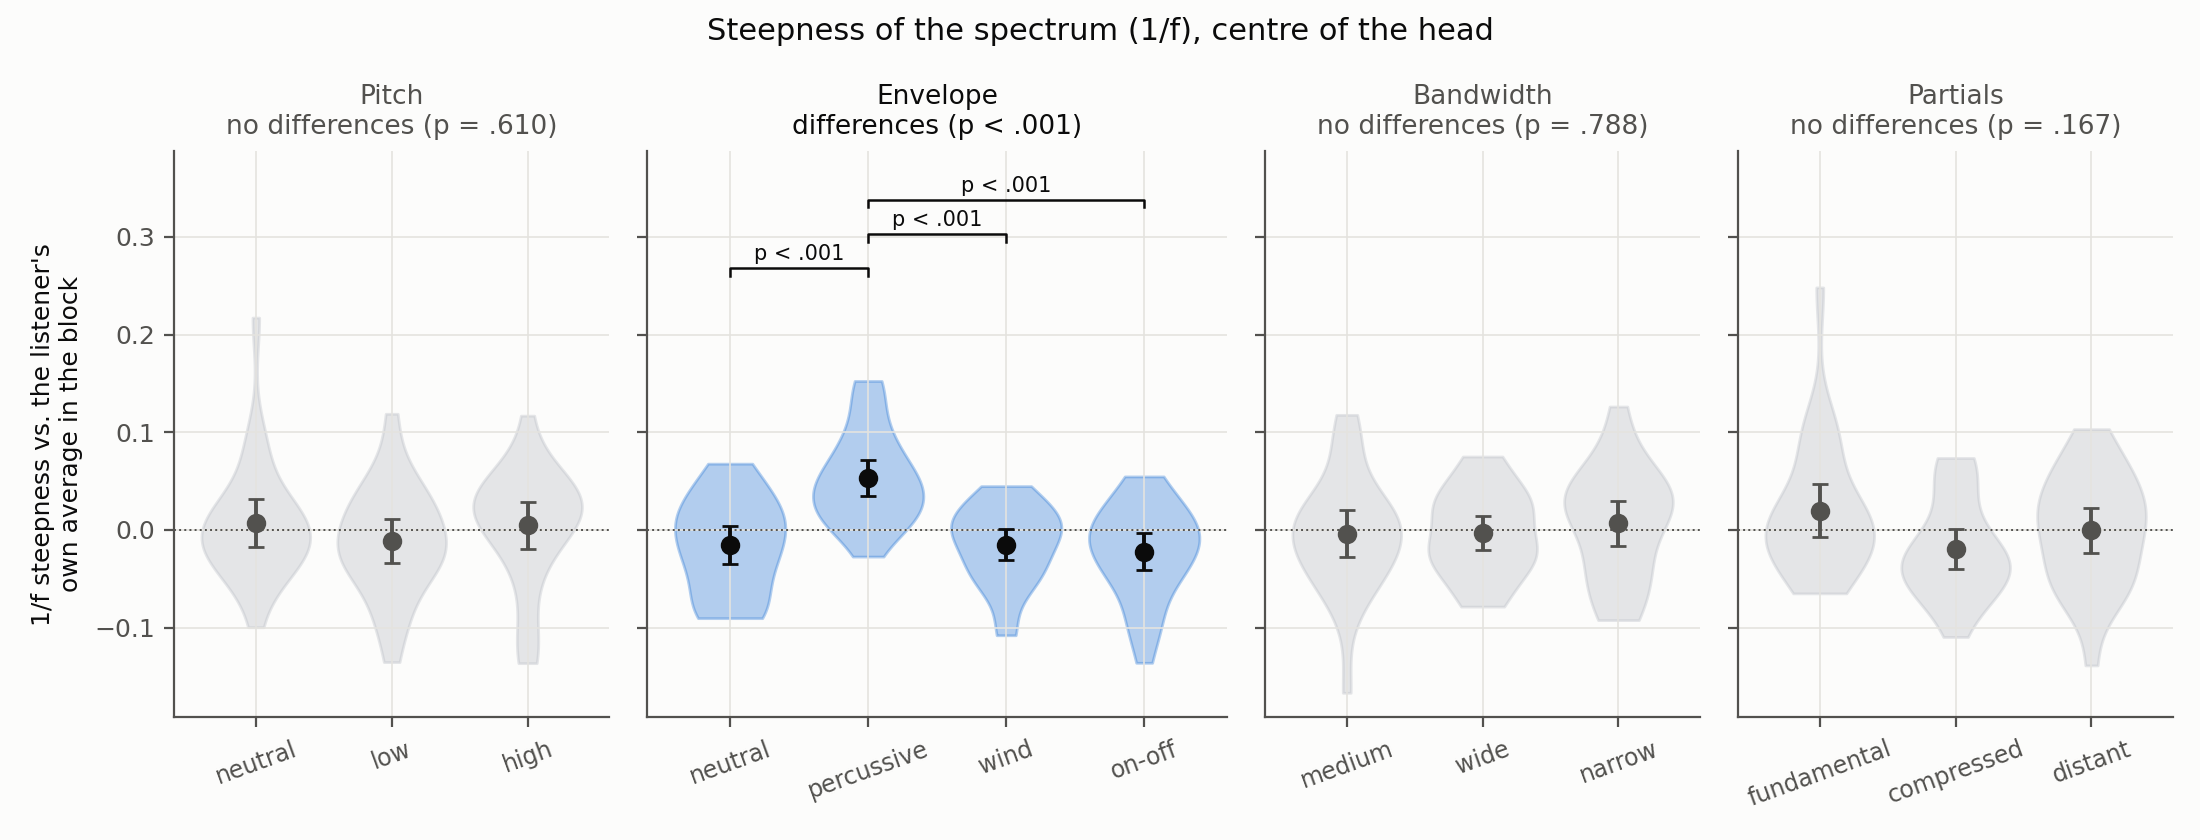 Steepness of the spectrum (1/f), centre of the head
Pitch
no differences (p = .610)
Envelope
differences (p < .001)
Bandwidth
no differences (p = .788)
Partials
no differences (p = .167)
1/f steepness vs. the listener's
own average in the block
0.3
0.2
0.1
0.0
−0.1
p < .001
p < .001
p < .001
neutral
low
high
neutral
percussive
wind
on-off
medium
wide
narrow
fundamental
compressed
distant